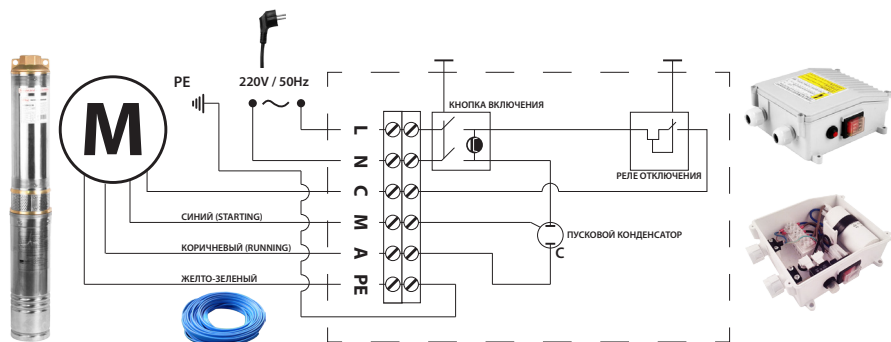 PE
220V / 50Hz
M
L
N
C
M
A
PE
КНОПКА ВКЛЮЧЕНИЯ
РЕЛЕ ОТКЛЮЧЕНИЯ
СИНИЙ (STARTING)
КОРИЧНЕВЫЙ (RUNNING)
ЖЕЛТО-ЗЕЛЕНЫЙ
ПУСКОВОЙ КОНДЕНСАТОР
C